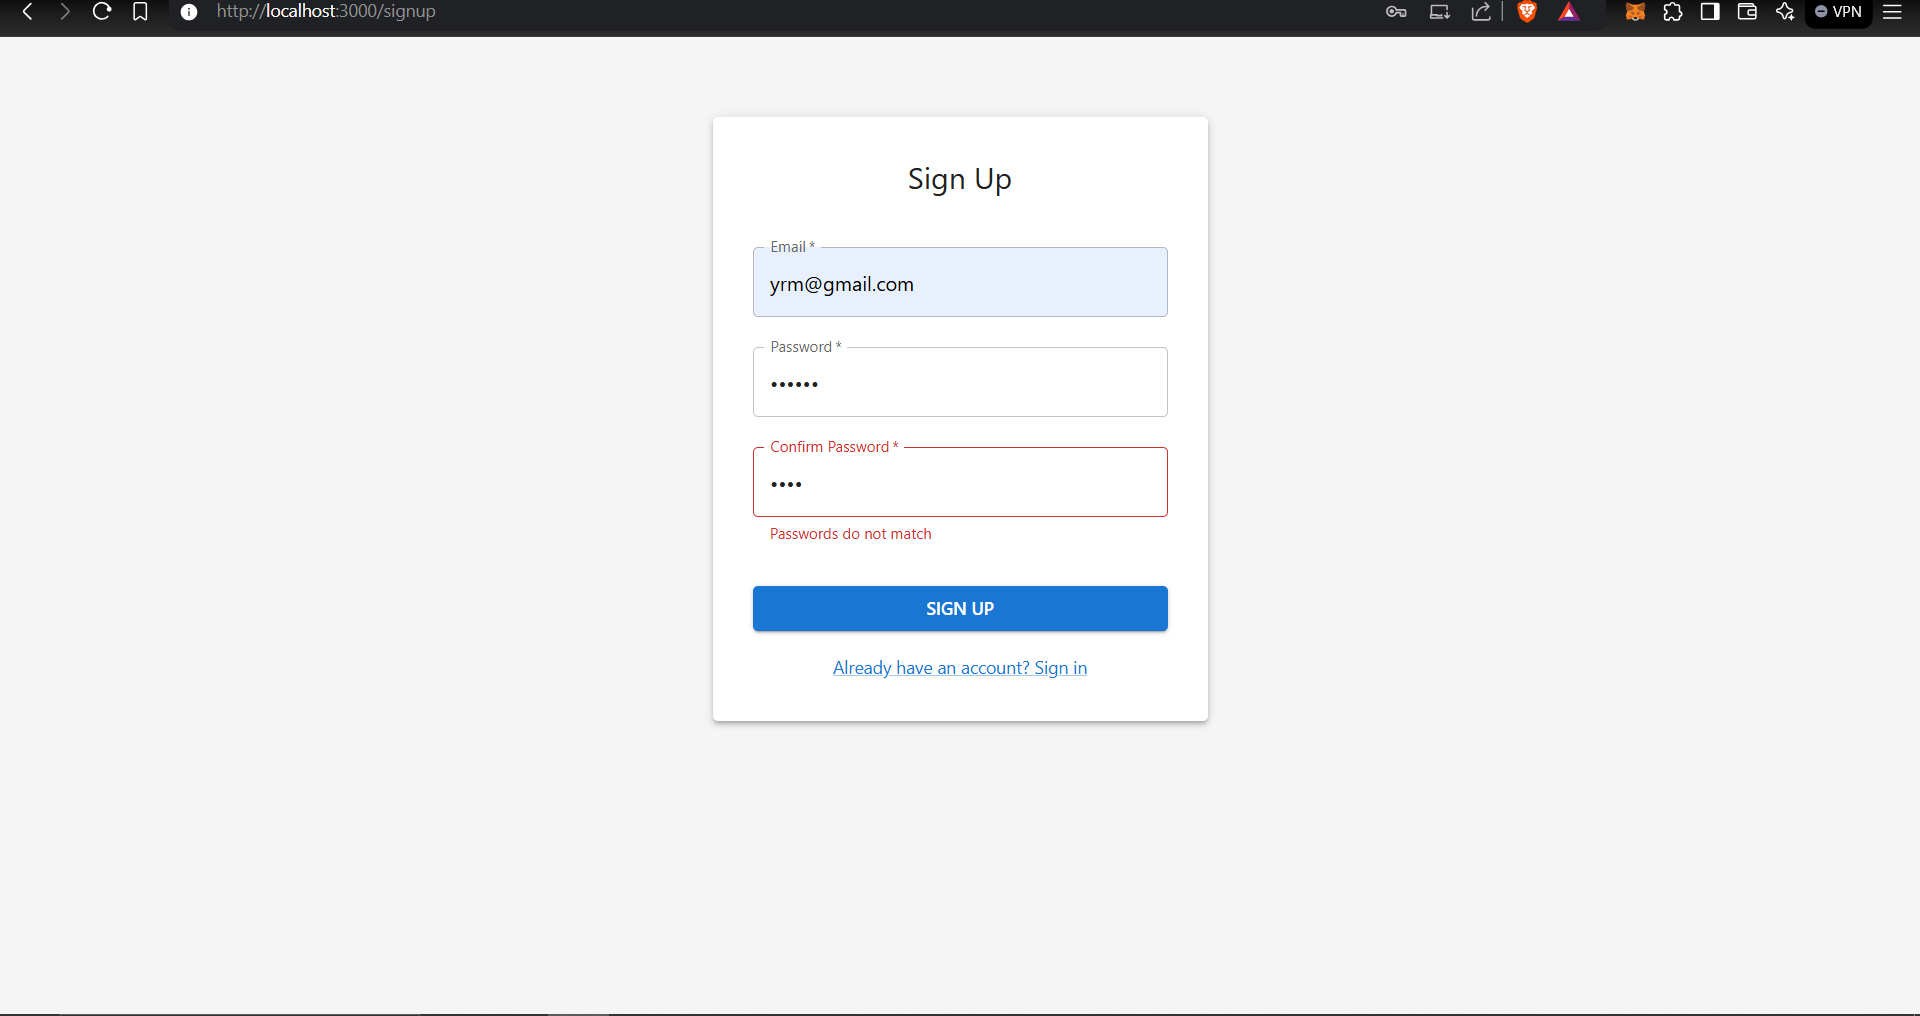 http://localhost:3000/signup
VPN
Sign Up
Email *
yrm@gmail.com
Password *
••••••
Confirm Password *
••••
Passwords do not match
SIGN UP
Already have an account? Sign in